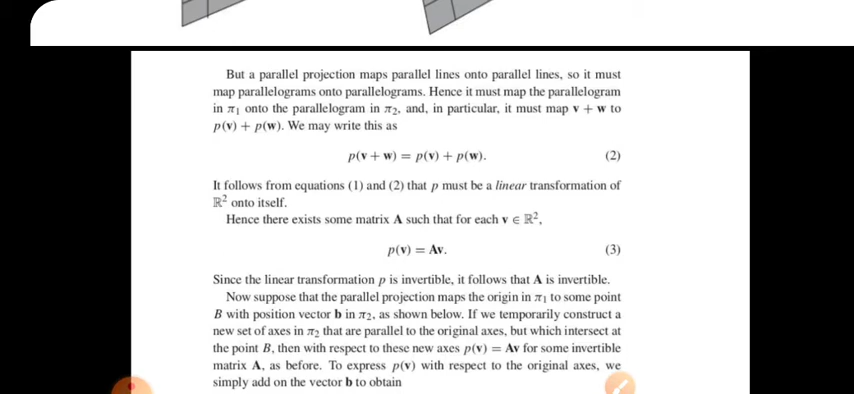 But a parallel projection maps parallel lines onto parallel lines, so it must
map parallelograms onto parallelograms. Hence it must map the parallelogram
in π₁ onto the parallelogram in π₂, and, in particular, it must map v + w to
p(v) + p(w). We may write this as
p(v + w) = p(v) + p(w). (2)
It follows from equations (1) and (2) that p must be a linear transformation of
ℝ² onto itself.
Hence there exists some matrix A such that for each v ∈ ℝ²,
p(v) = Av. (3)
Since the linear transformation p is invertible, it follows that A is invertible.
Now suppose that the parallel projection maps the origin in π₁ to some point
B with position vector b in π₂, as shown below. If we temporarily construct a
new set of axes in π₂ that are parallel to the original axes, but which intersect at
the point B, then with respect to these new axes p(v) = Av for some invertible
matrix A, as before. To express p(v) with respect to the original axes, we
simply add on the vector b to obtain